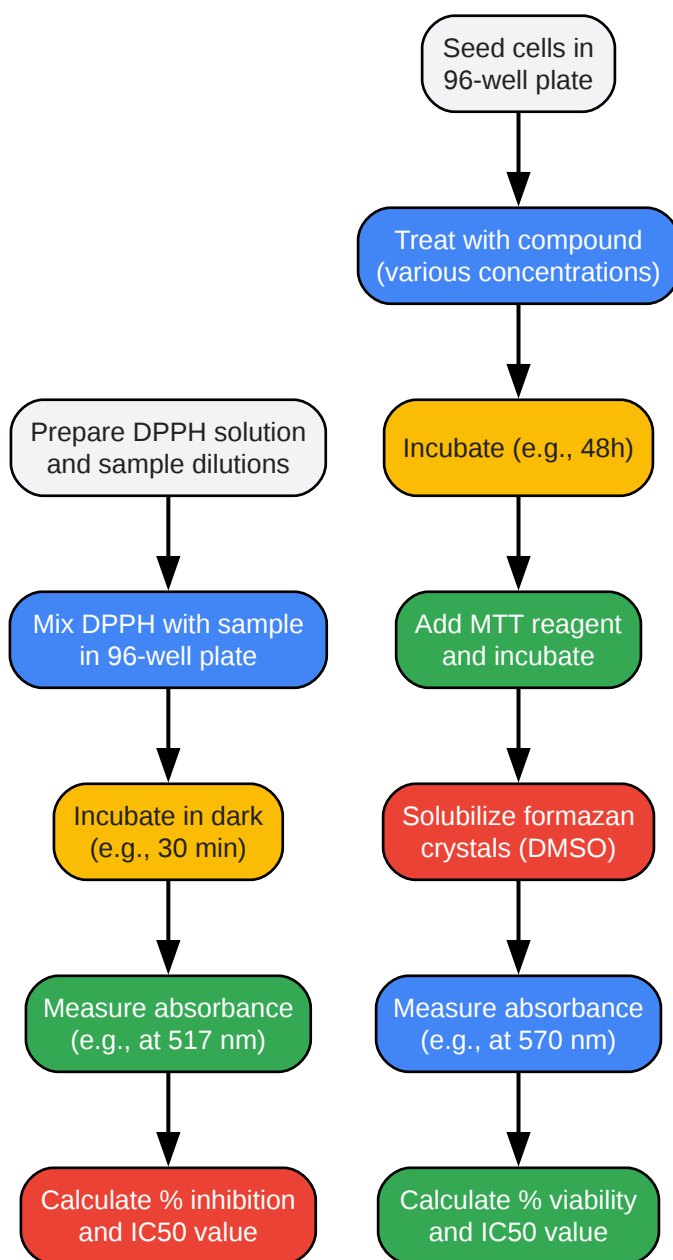 Seed cells in
96-well plate
Treat with compound
(various concentrations)
Incubate (e.g., 48h)
Add MTT reagent
and incubate
Solubilize formazan
crystals (DMSO)
Measure absorbance
(e.g., at 570 nm)
Calculate % viability
and IC50 value
Prepare DPPH solution
and sample dilutions
Mix DPPH with sample
in 96-well plate
Incubate in dark
(e.g., 30 min)
Measure absorbance
(e.g., at 517 nm)
Calculate % inhibition
and IC50 value